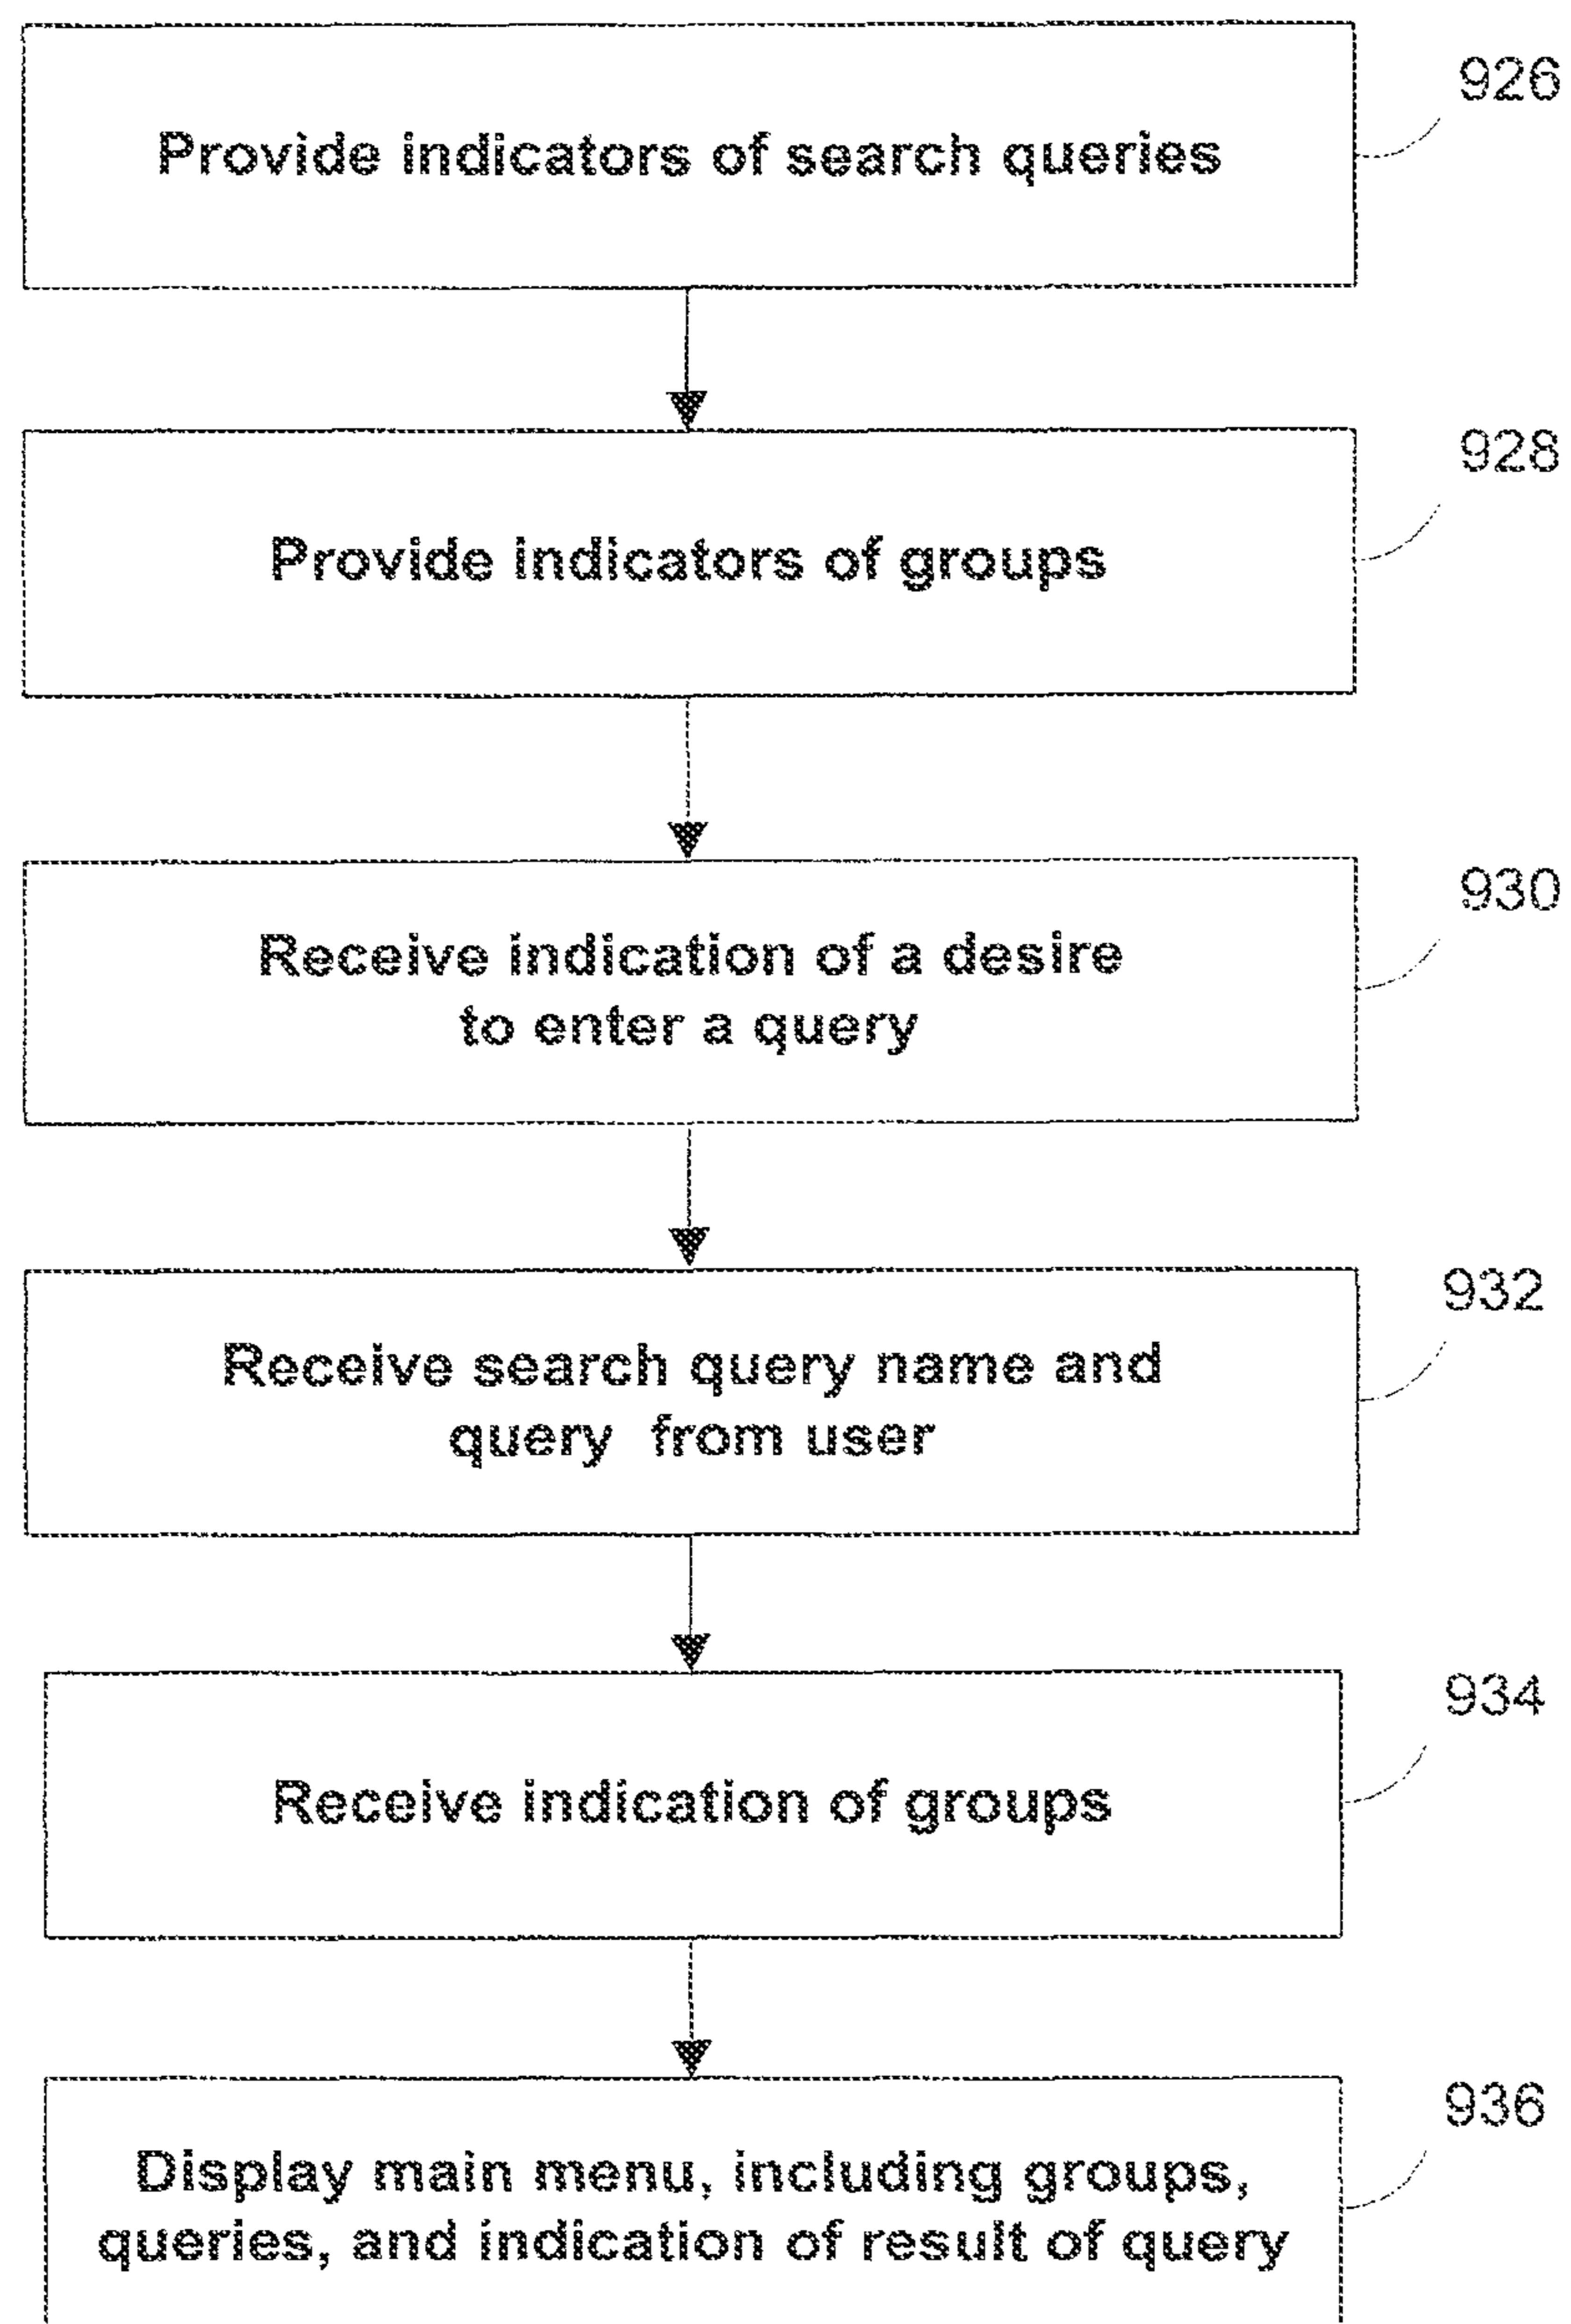 926
Provide indicators of search queries
928
Provide indicators of groups
930
Receive indication of a desire
to enter a query
932
Receive search query name and
query from user
934
Receive indication of groups
936
Display main menu, including groups,
queries, and indication of result of query